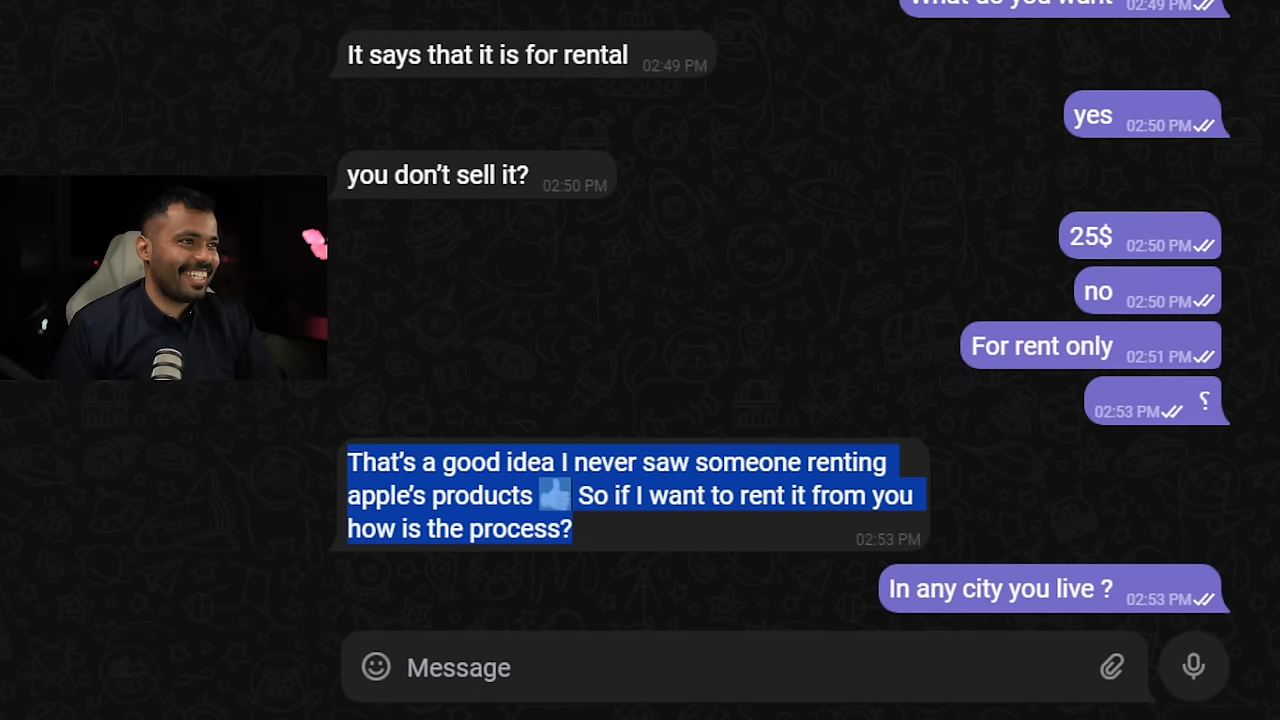 What do you want 02:49 PM
It says that it is for rental 02:49 PM
yes 02:50 PM
you don’t sell it? 02:50 PM
25$ 02:50 PM
no 02:50 PM
For rent only 02:51 PM
؟ 02:53 PM
That’s a good idea I never saw someone renting
apple’s products 👍 So if I want to rent it from you
how is the process? 02:53 PM
In any city you live ? 02:53 PM
Message